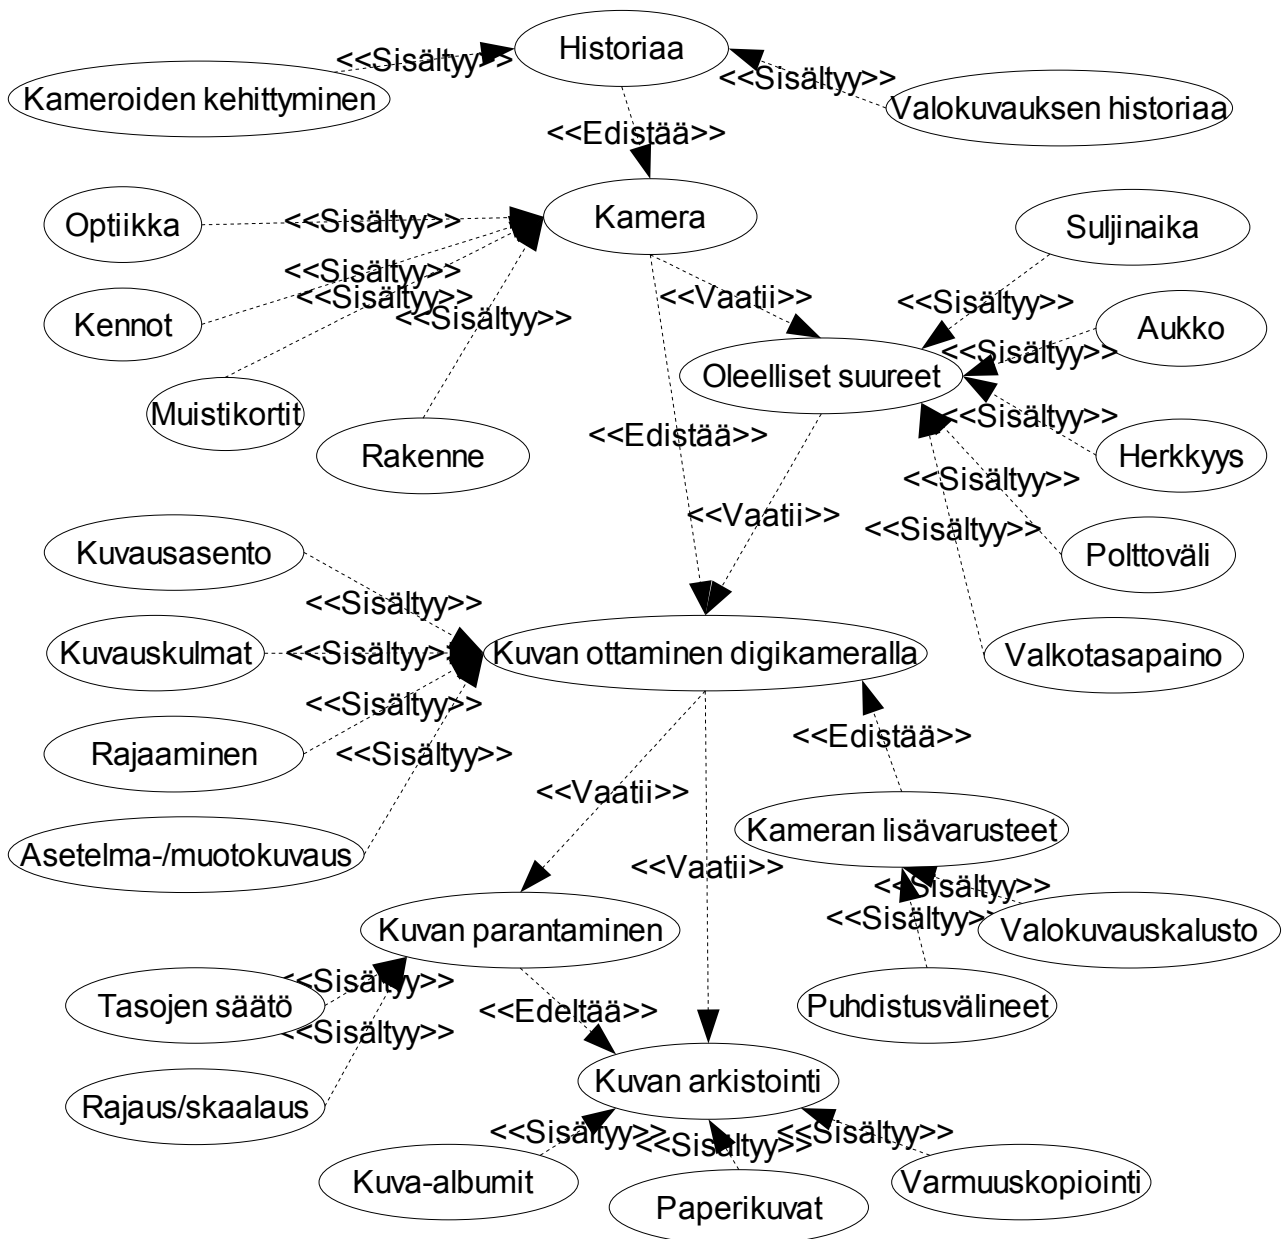 Historiaa
<<Sisältyy>>
<<Sisältyy>>
Kameroiden kehittyminen
Valokuvauksen historiaa
<<Edistää>>
Optiikka
<<Sisältyy>>
Kamera
Suljinaika
<<Sisältyy>>
<<Sisältyy>>
<<Vaatii>>
<<Sisältyy>>
Kennot
<<Sisältyy>>
Aukko
<<Sisältyy>>
Oleelliset suureet
Muistikortit
<<Sisältyy>>
<<Edistää>>
Rakenne
Herkkyys
<<Sisältyy>>
<<Vaatii>>
<<Sisältyy>>
Kuvausasento
Polttoväli
<<Sisältyy>>
Kuvauskulmat
<<Sisältyy>>
Kuvan ottaminen digikameralla
Valkotasapaino
<<Sisältyy>>
<<Edistää>>
Rajaaminen
<<Sisältyy>>
<<Vaatii>>
Kameran lisävarusteet
Asetelma-/muotokuvaus
<<Vaatii>>
<<Sisältyy>>
<<Sisältyy>>
Kuvan parantaminen
Valokuvauskalusto
<<Sisältyy>>
Tasojen säätö
<<Edeltää>>
Puhdistusvälineet
<<Sisältyy>>
Kuvan arkistointi
Rajaus/skaalaus
<<Sisältyy>>
<<Sisältyy>>
<<Sisältyy>>
Kuva-albumit
Varmuuskopiointi
Paperikuvat